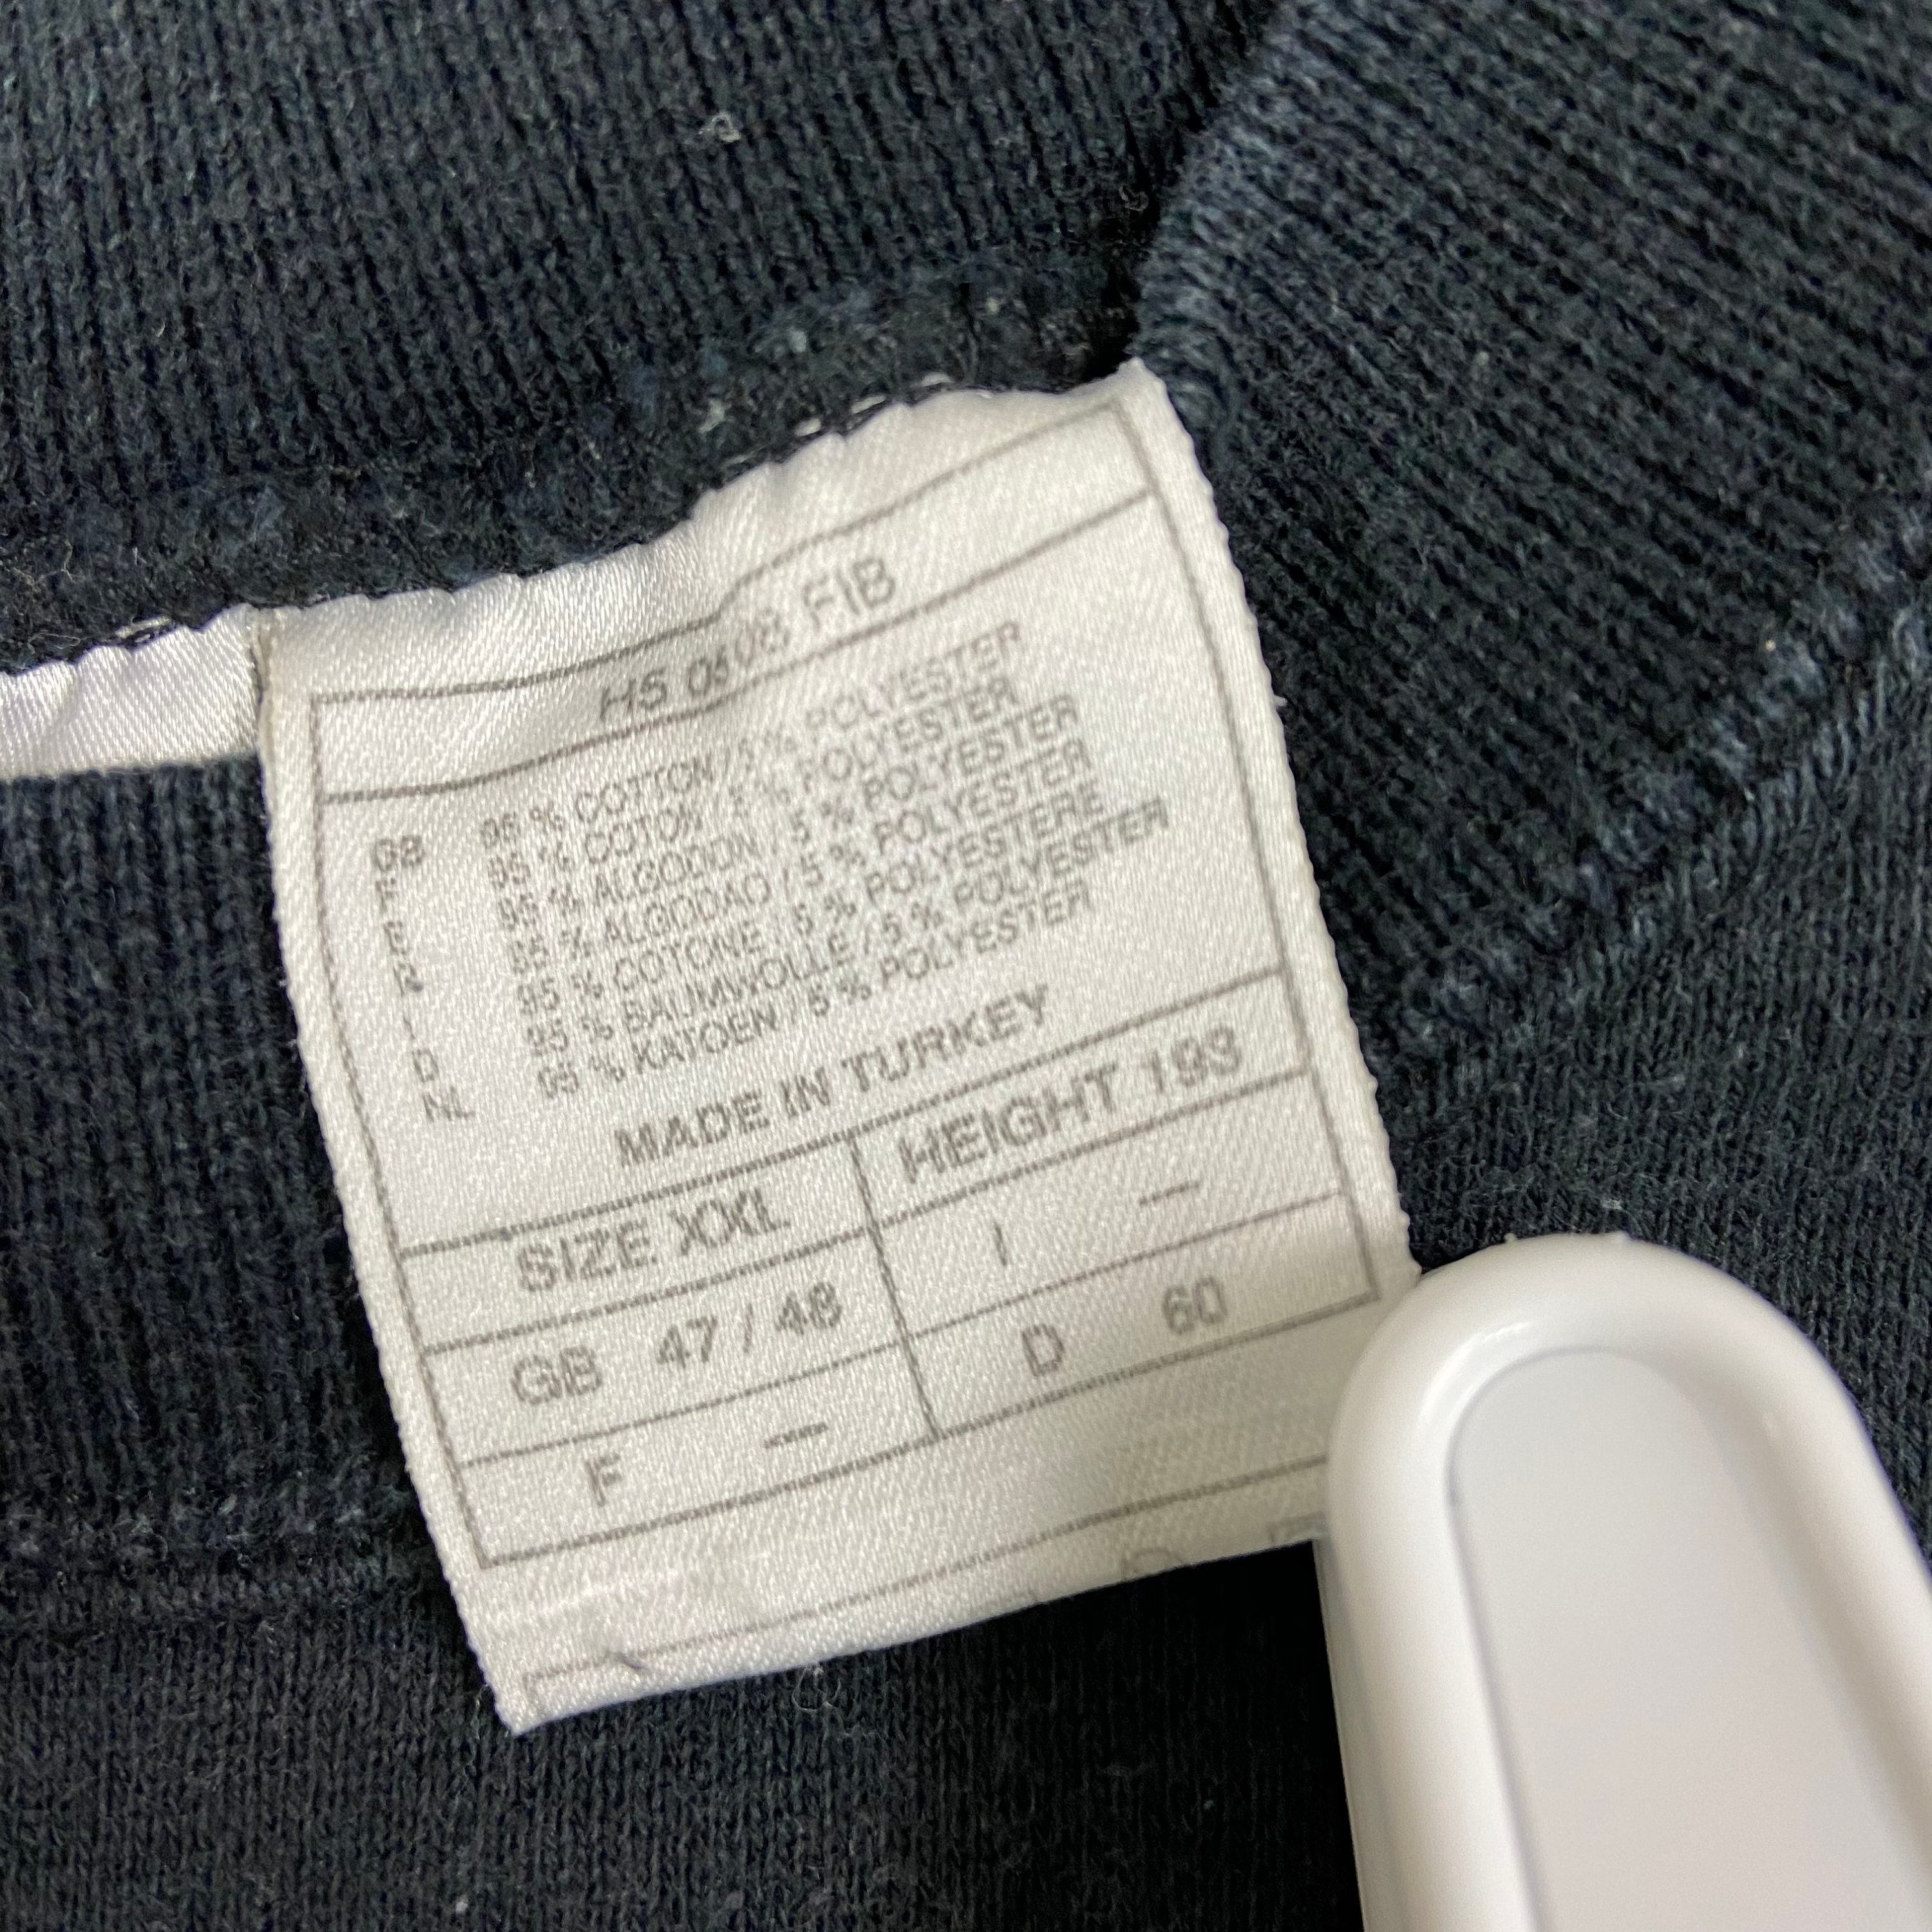 HS 0808 FIB
GB 95 % COTTON / 5 % POLYESTER
F 95 % COTON / 5 % POLYESTER
E 95 % ALGODON / 5 % POLYESTER
95 % ALGODAO / 5 % POLYESTER
I 95 % COTONE / 5 % POLYESTERE
D 95 % BAUMWOLLE / 5 % POLYESTER
NL 95 % KATOEN / 5 % POLYESTER
MADE IN TURKEY
SIZE XXL HEIGHT 193
GB 47 / 48 I –
F – D 60